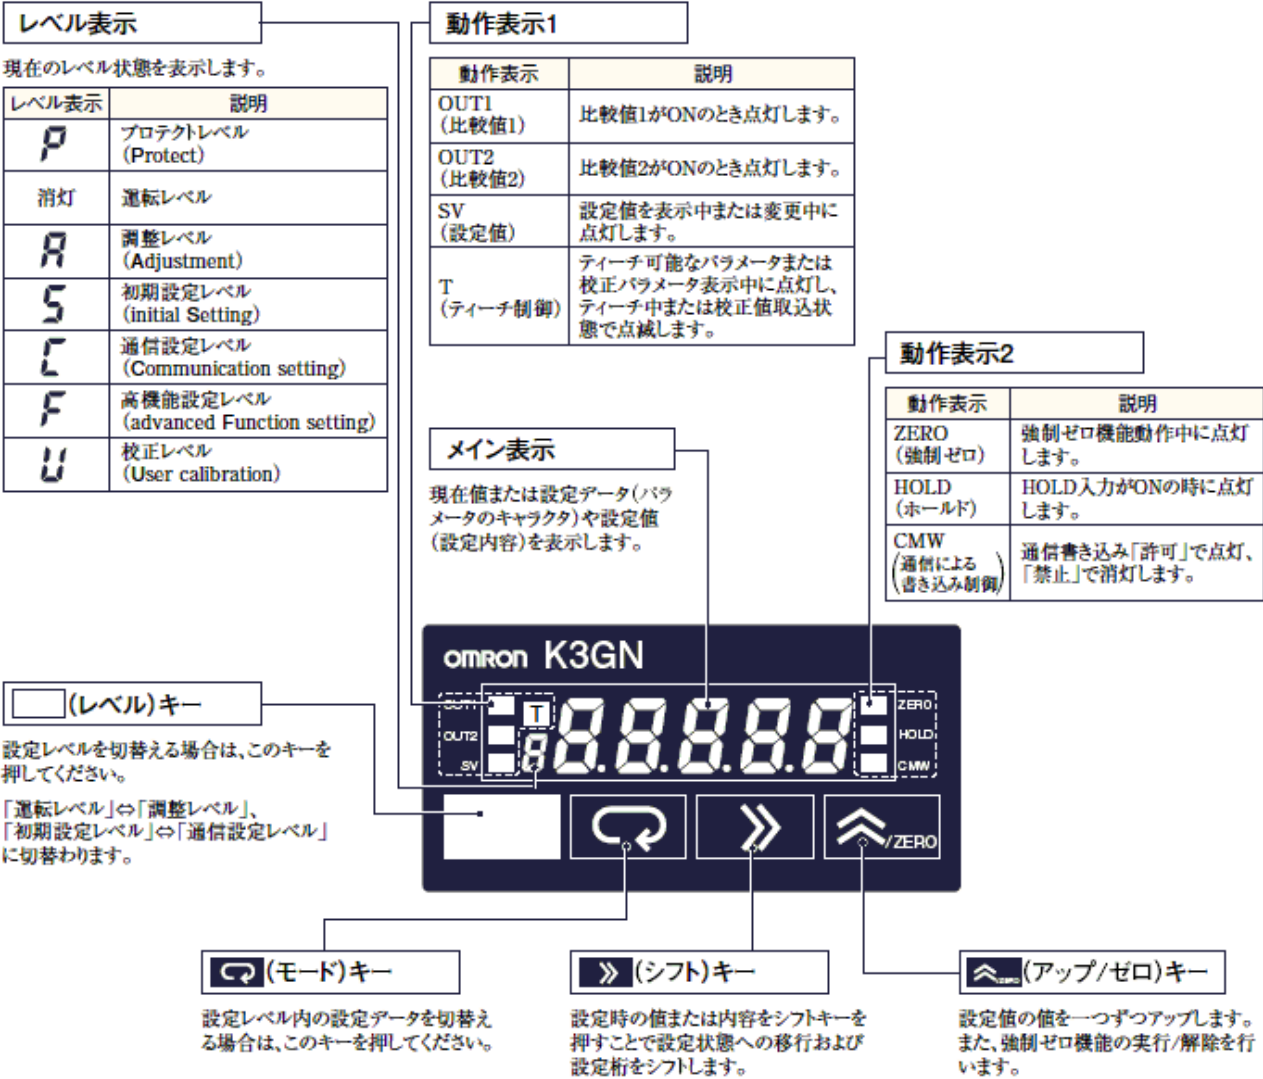 レベル表示
現在のレベル状態を表示します。
レベル表示 説明
P プロテクトレベル
(Protect)
消灯 運転レベル
A 調整レベル
(Adjustment)
S 初期設定レベル
(initial Setting)
C 通信設定レベル
(Communication setting)
F 高機能設定レベル
(advanced Function setting)
U 校正レベル
(User calibration)
動作表示1
動作表示 説明
OUT1
(比較値1)
比較値1がONのとき点灯します。
OUT2
(比較値2)
比較値2がONのとき点灯します。
SV
(設定値)
設定値を表示中または変更中に
点灯します。
T
(ティーチ制御)
ティーチ可能なパラメータまたは
校正パラメータ表示中に点灯し、
ティーチ中または校正値取込状
態で点滅します。
動作表示2
動作表示 説明
ZERO
(強制ゼロ)
強制ゼロ機能動作中に点灯
します。
HOLD
(ホールド)
HOLD入力がONの時に点灯
します。
CMW
(通信による
書き込み制御)
通信書き込み「許可」で点灯、
「禁止」で消灯します。
メイン表示
現在値または設定データ(パラ
メータのキャラクタ)や設定値
(設定内容)を表示します。
omron K3GN
OUT1
OUT2
SV
T
8
8.8.8.8.8
ZERO
HOLD
CMW
/ZERO
(レベル)キー
設定レベルを切替える場合は、このキーを
押してください。
「運転レベル」⇔「調整レベル」、
「初期設定レベル」⇔「通信設定レベル」
に切替わります。
(モード)キー
設定レベル内の設定データを切替え
る場合は、このキーを押してください。
(シフト)キー
設定時の値または内容をシフトキーを
押すことで設定状態への移行および
設定桁をシフトします。
/ZERO (アップ/ゼロ)キー
設定値の値を一つずつアップします。
また、強制ゼロ機能の実行/解除を行
います。